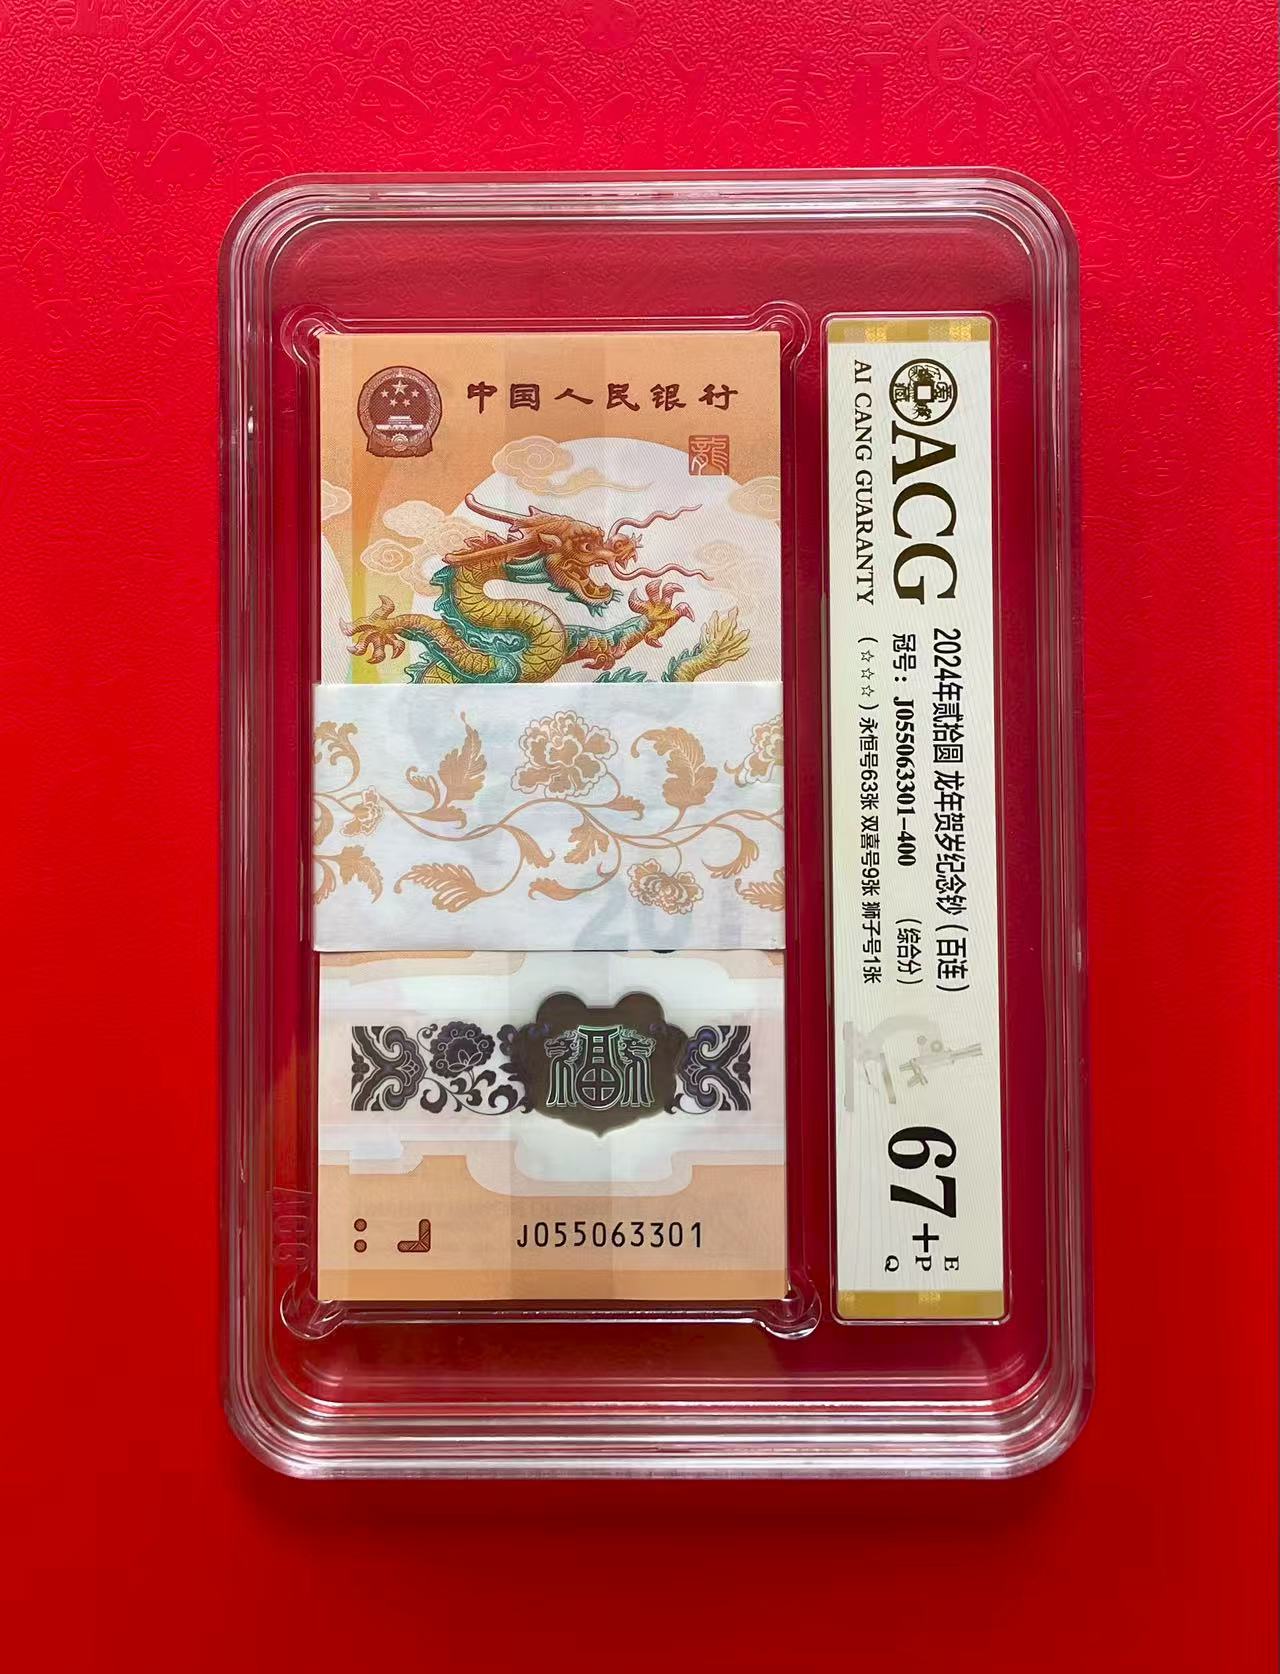 中国人民银行
龍
福
J055063301
ACG
AI CANG GUARANTY
2024年贰拾圆 龙年贺岁纪念钞（百连）
冠号：J055063301-400 （综合分）
（☆☆☆）永恒号63张 双喜号9张 狮子号1张
67+
E
P
Q